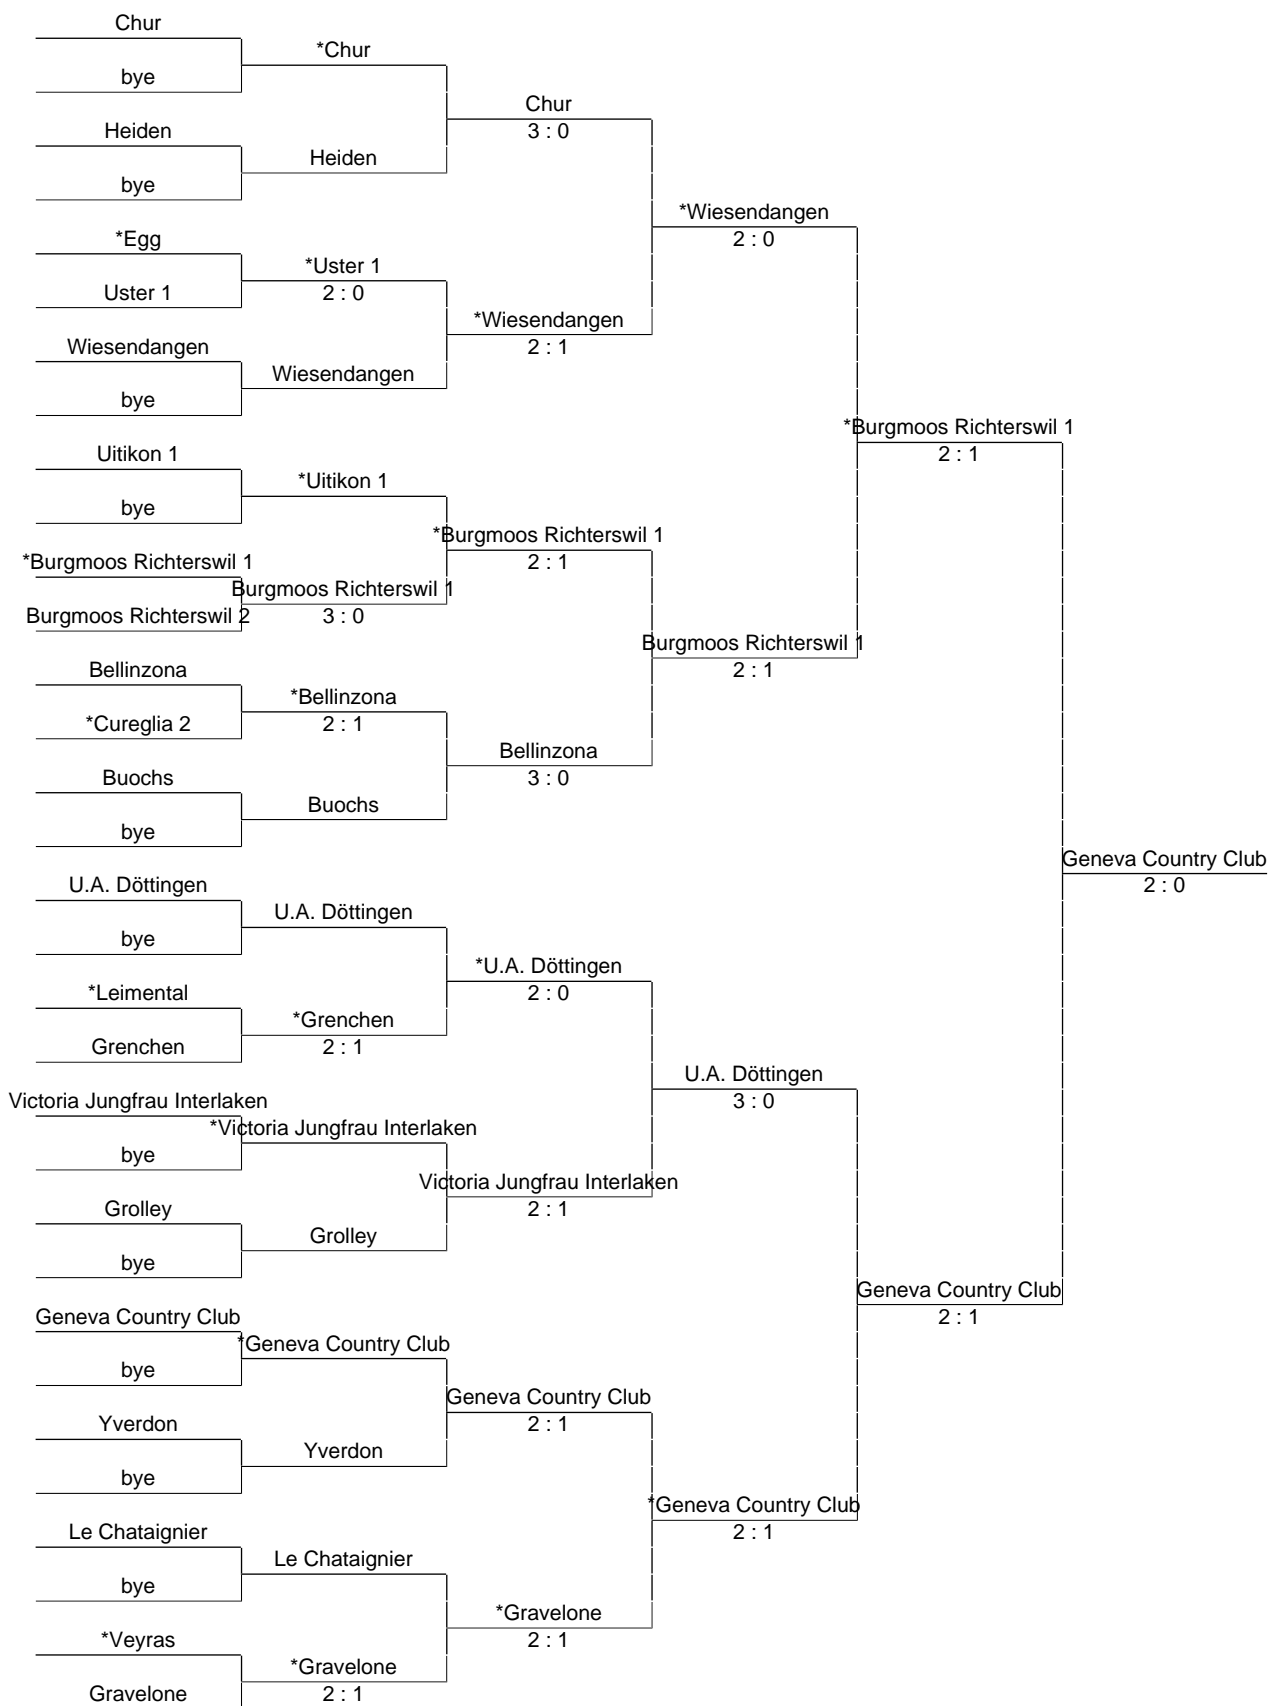 Chur
bye
Heiden
bye
*Egg
Uster 1
Wiesendangen
bye
Uitikon 1
bye
*Burgmoos Richterswil 1
Burgmoos Richterswil 2
Bellinzona
*Cureglia 2
Buochs
bye
U.A. Döttingen
bye
*Leimental
Grenchen
Victoria Jungfrau Interlaken
bye
Grolley
bye
Geneva Country Club
bye
Yverdon
bye
Le Chataignier
bye
*Veyras
Gravelone
*Chur
Heiden
*Uster 1
2 : 0
Wiesendangen
*Uitikon 1
Burgmoos Richterswil 1
3 : 0
*Bellinzona
2 : 1
Buochs
U.A. Döttingen
*Grenchen
2 : 1
*Victoria Jungfrau Interlaken
Grolley
*Geneva Country Club
Yverdon
Le Chataignier
*Gravelone
2 : 1
Chur
3 : 0
*Wiesendangen
2 : 1
*Burgmoos Richterswil 1
2 : 1
Bellinzona
3 : 0
*U.A. Döttingen
2 : 0
Victoria Jungfrau Interlaken
2 : 1
Geneva Country Club
2 : 1
*Gravelone
2 : 1
*Wiesendangen
2 : 0
Burgmoos Richterswil 1
2 : 1
U.A. Döttingen
3 : 0
*Geneva Country Club
2 : 1
*Burgmoos Richterswil 1
2 : 1
Geneva Country Club
2 : 1
Geneva Country Club
2 : 0